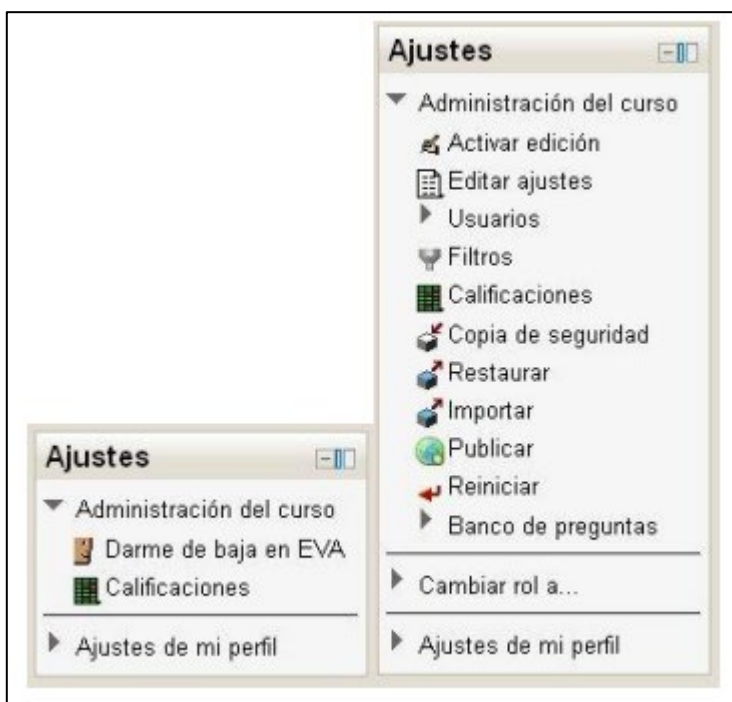 Ajustes
Administración del curso
Darme de baja en EVA
Calificaciones
Ajustes de mi perfil
Ajustes
Administración del curso
Activar edición
Editar ajustes
Usuarios
Filtros
Calificaciones
Copia de seguridad
Restaurar
Importar
Publicar
Reiniciar
Banco de preguntas
Cambiar rol a...
Ajustes de mi perfil